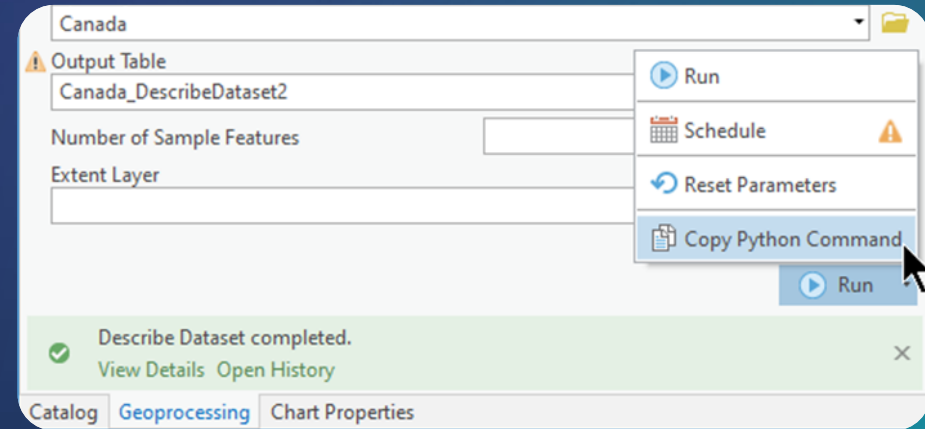 Canada
Output Table
Canada_DescribeDataset2
Number of Sample Features
Extent Layer
Run
Schedule
Reset Parameters
Copy Python Command
Run
Describe Dataset completed.
View Details Open History
Catalog Geoprocessing Chart Properties